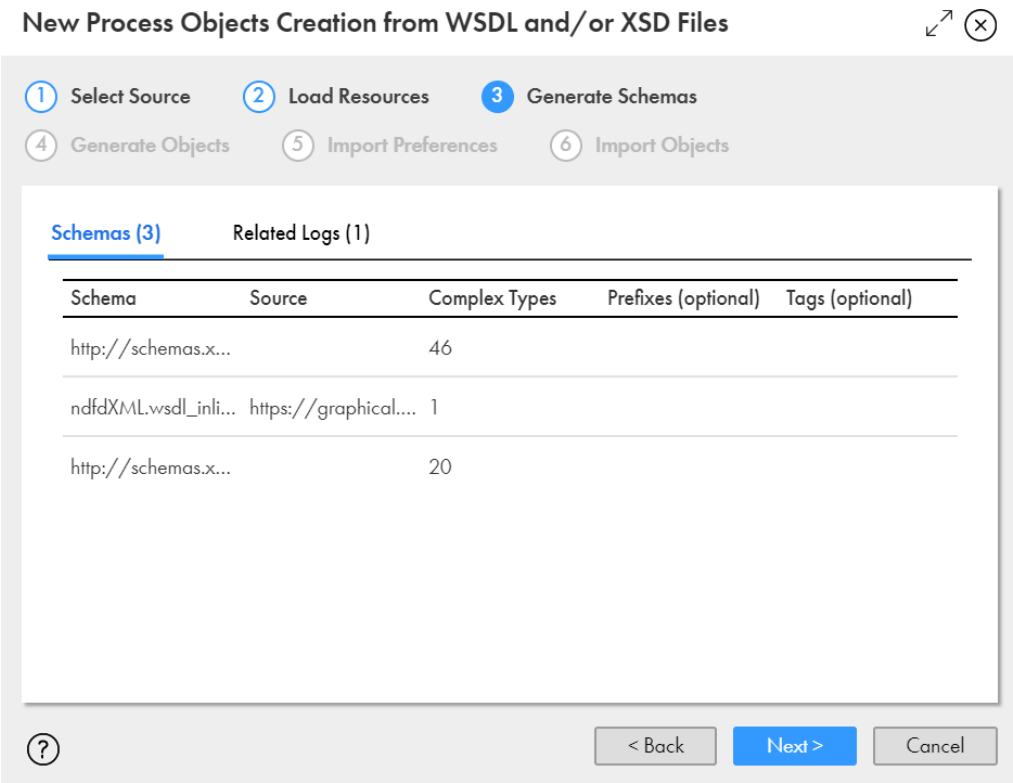 New Process Objects Creation from WSDL and/or XSD Files
1 Select Source 2 Load Resources 3 Generate Schemas
4 Generate Objects 5 Import Preferences 6 Import Objects
Schemas (3) Related Logs (1)
Schema Source Complex Types Prefixes (optional) Tags (optional)
http://schemas.x... 46
ndfdXML.wsdl_inli... https://graphical.... 1
http://schemas.x... 20
? < Back Next > Cancel